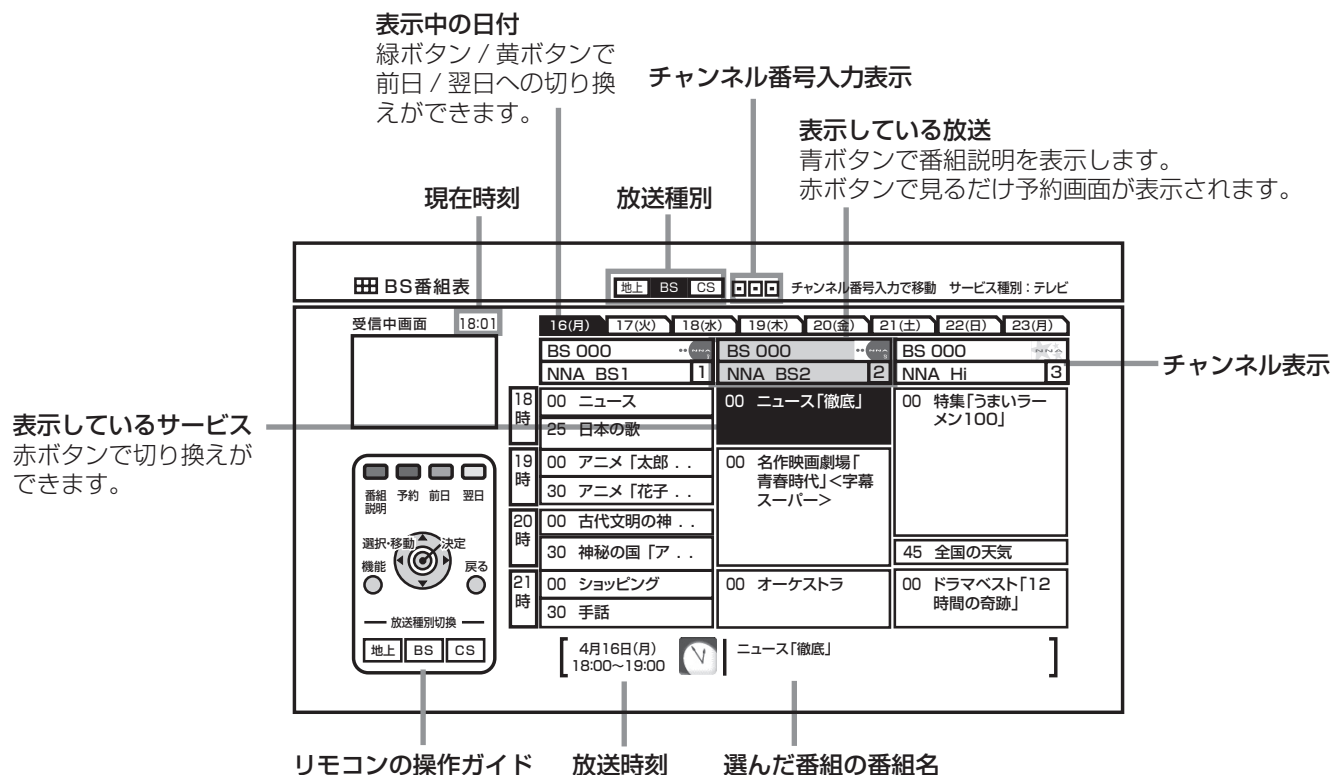 表示中の日付
緑ボタン / 黄ボタンで
前日 / 翌日への切り換
えができます。
チャンネル番号入力表示
表示している放送
青ボタンで番組説明を表示します。
赤ボタンで見るだけ予約画面が表示されます。
現在時刻
放送種別
BS番組表
地上 BS CS
チャンネル番号入力で移動 サービス種別：テレビ
受信中画面 18:01
16(月) 17(火) 18(水) 19(木) 20(金) 21(土) 22(日) 23(月)
BS 000 BS 000 BS 000
NNA BS1 1 NNA BS2 2 NNA Hi 3
チャンネル表示
表示しているサービス
赤ボタンで切り換えが
できます。
18時
00 ニュース
25 日本の歌
00 ニュース「徹底」
00 特集「うまいラー
メン100」
19時
00 アニメ「太郎 . .
30 アニメ「花子 . .
00 名作映画劇場「
青春時代」<字幕
スーパー>
20時
00 古代文明の神 . .
30 神秘の国「ア . .
45 全国の天気
21時
00 ショッピング
30 手話
00 オーケストラ
00 ドラマベスト「12
時間の奇跡」
番組説明 予約 前日 翌日
選択・移動 決定
機能 戻る
放送種別切換
地上 BS CS
4月16日(月)
18:00～19:00
ニュース「徹底」
リモコンの操作ガイド
放送時刻
選んだ番組の番組名